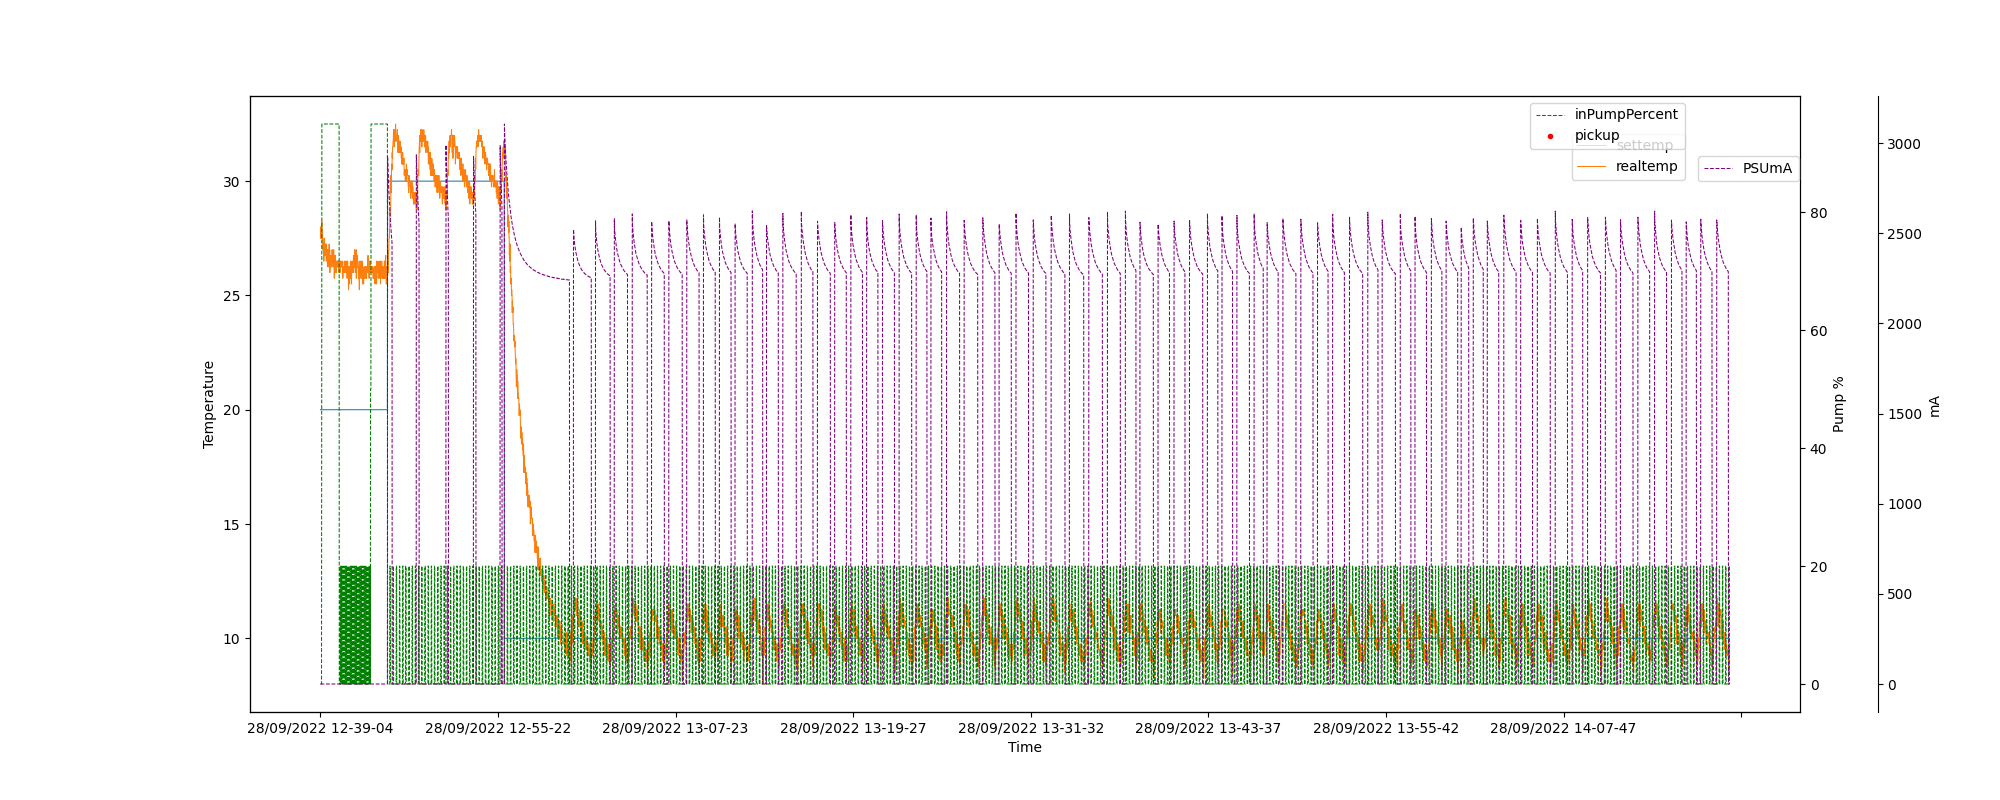 inPumpPercent
pickup
settemp
realtemp
PSUmA
30
25
20
15
10
Temperature
80
60
40
20
0
Pump %
3000
2500
2000
1500
1000
500
0
mA
28/09/2022 12-39-04
28/09/2022 12-55-22
28/09/2022 13-07-23
28/09/2022 13-19-27
28/09/2022 13-31-32
28/09/2022 13-43-37
28/09/2022 13-55-42
28/09/2022 14-07-47
Time